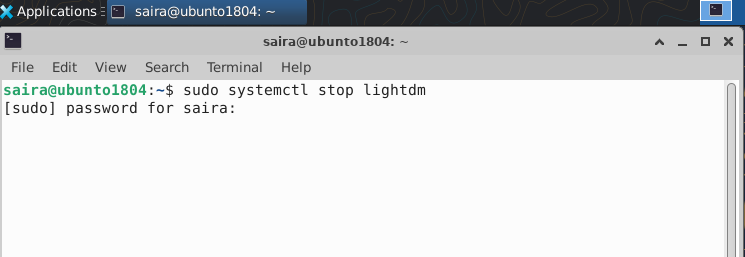 Applications saira@ubunto1804: ~
saira@ubunto1804: ~
File Edit View Search Terminal Help
saira@ubunto1804:~$ sudo systemctl stop lightdm
[sudo] password for saira: